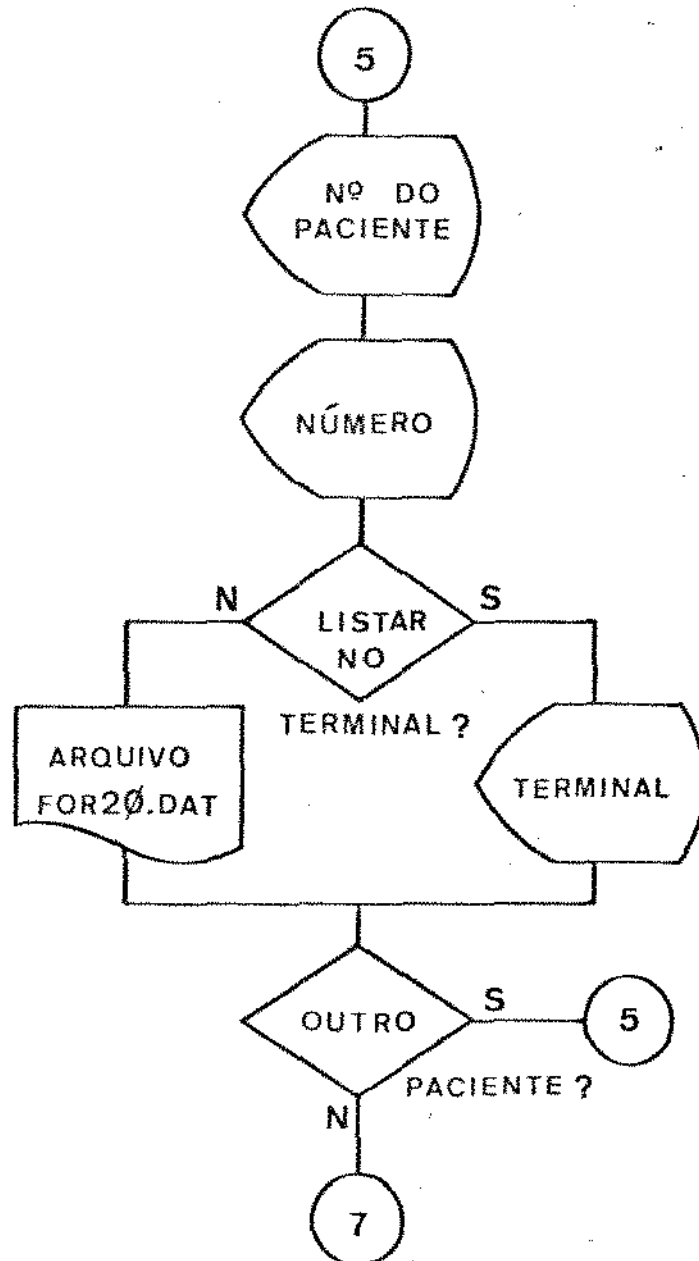 5
Nº DO
PACIENTE
NÚMERO
N
S
LISTAR
NO
TERMINAL ?
ARQUIVO
FOR2Ø.DAT
TERMINAL
OUTRO
S
5
PACIENTE ?
N
7